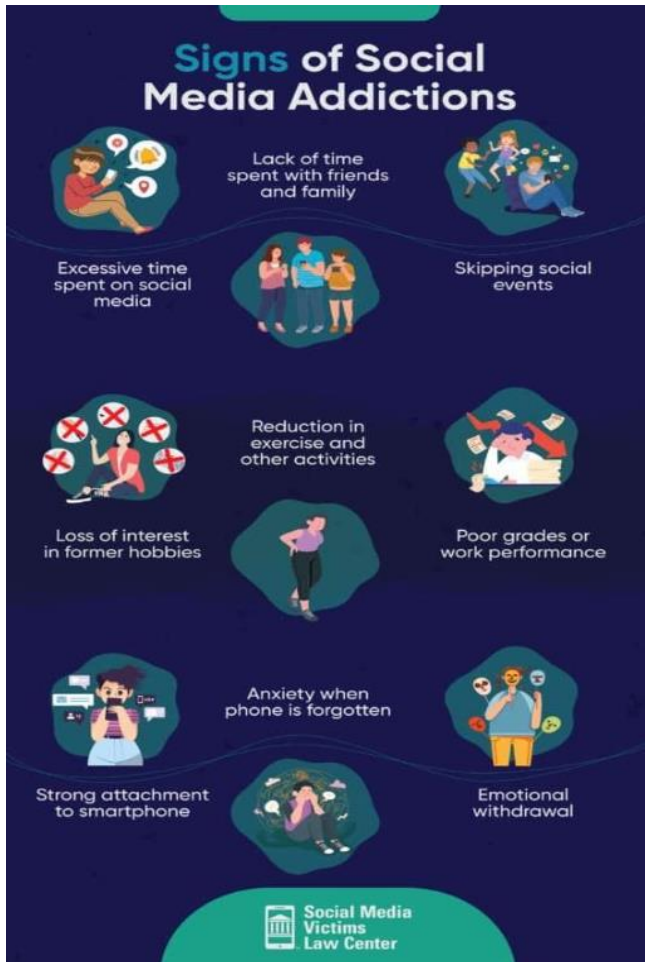 Signs of Social
Media Addictions
Lack of time
spent with friends
and family
Excessive time
spent on social
media
Skipping social
events
Reduction in
exercise and
other activities
Loss of interest
in former hobbies
Poor grades or
work performance
Anxiety when
phone is forgotten
Strong attachment
to smartphone
Emotional
withdrawal
Social Media
Victims
Law Center